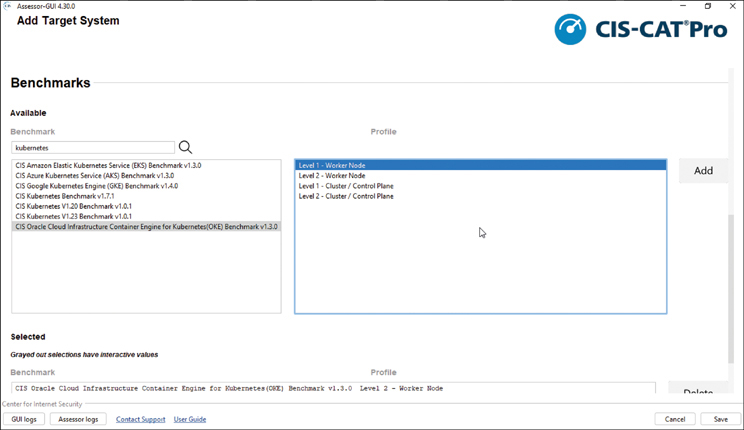 Assessor-GUI 4.30.0
Add Target System
CIS-CAT®Pro
Benchmarks
Available
Benchmark Profile
kubernetes
CIS Amazon Elastic Kubernetes Service (EKS) Benchmark v1.3.0
CIS Azure Kubernetes Service (AKS) Benchmark v1.3.0
CIS Google Kubernetes Engine (GKE) Benchmark v1.4.0
CIS Kubernetes Benchmark v1.7.1
CIS Kubernetes V1.20 Benchmark v1.0.1
CIS Kubernetes V1.23 Benchmark v1.0.1
CIS Oracle Cloud Infrastructure Container Engine for Kubernetes(OKE) Benchmark v1.3.0
Level 1 - Worker Node
Level 2 - Worker Node
Level 1 - Cluster / Control Plane
Level 2 - Cluster / Control Plane
Add
Selected
Grayed out selections have interactive values
Benchmark Profile
CIS Oracle Cloud Infrastructure Container Engine for Kubernetes(OKE) Benchmark v1.3.0 Level 2 - Worker Node
Delete
Center for Internet Security
GUI logs Assessor logs Contact Support User Guide Cancel Save